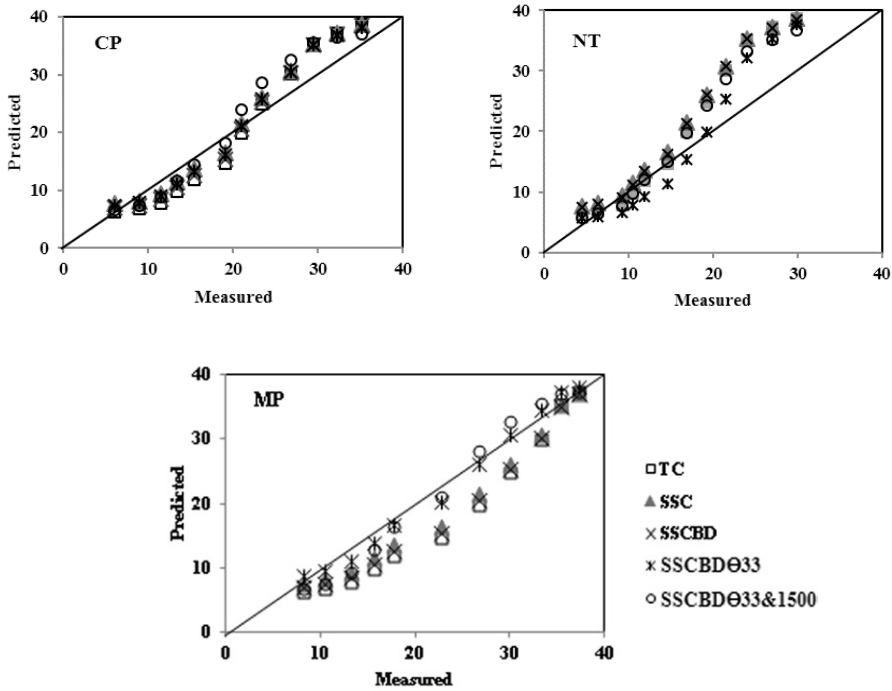 CP
40
30
20
10
0
Predicted
0 10 20 30 40
Measured
NT
40
30
20
10
0
Predicted
0 10 20 30 40
Measured
MP
40
30
20
10
0
Predicted
0 10 20 30 40
Measured
TC
SSC
SSCBD
SSCBDΘ33
SSCBDΘ33&1500